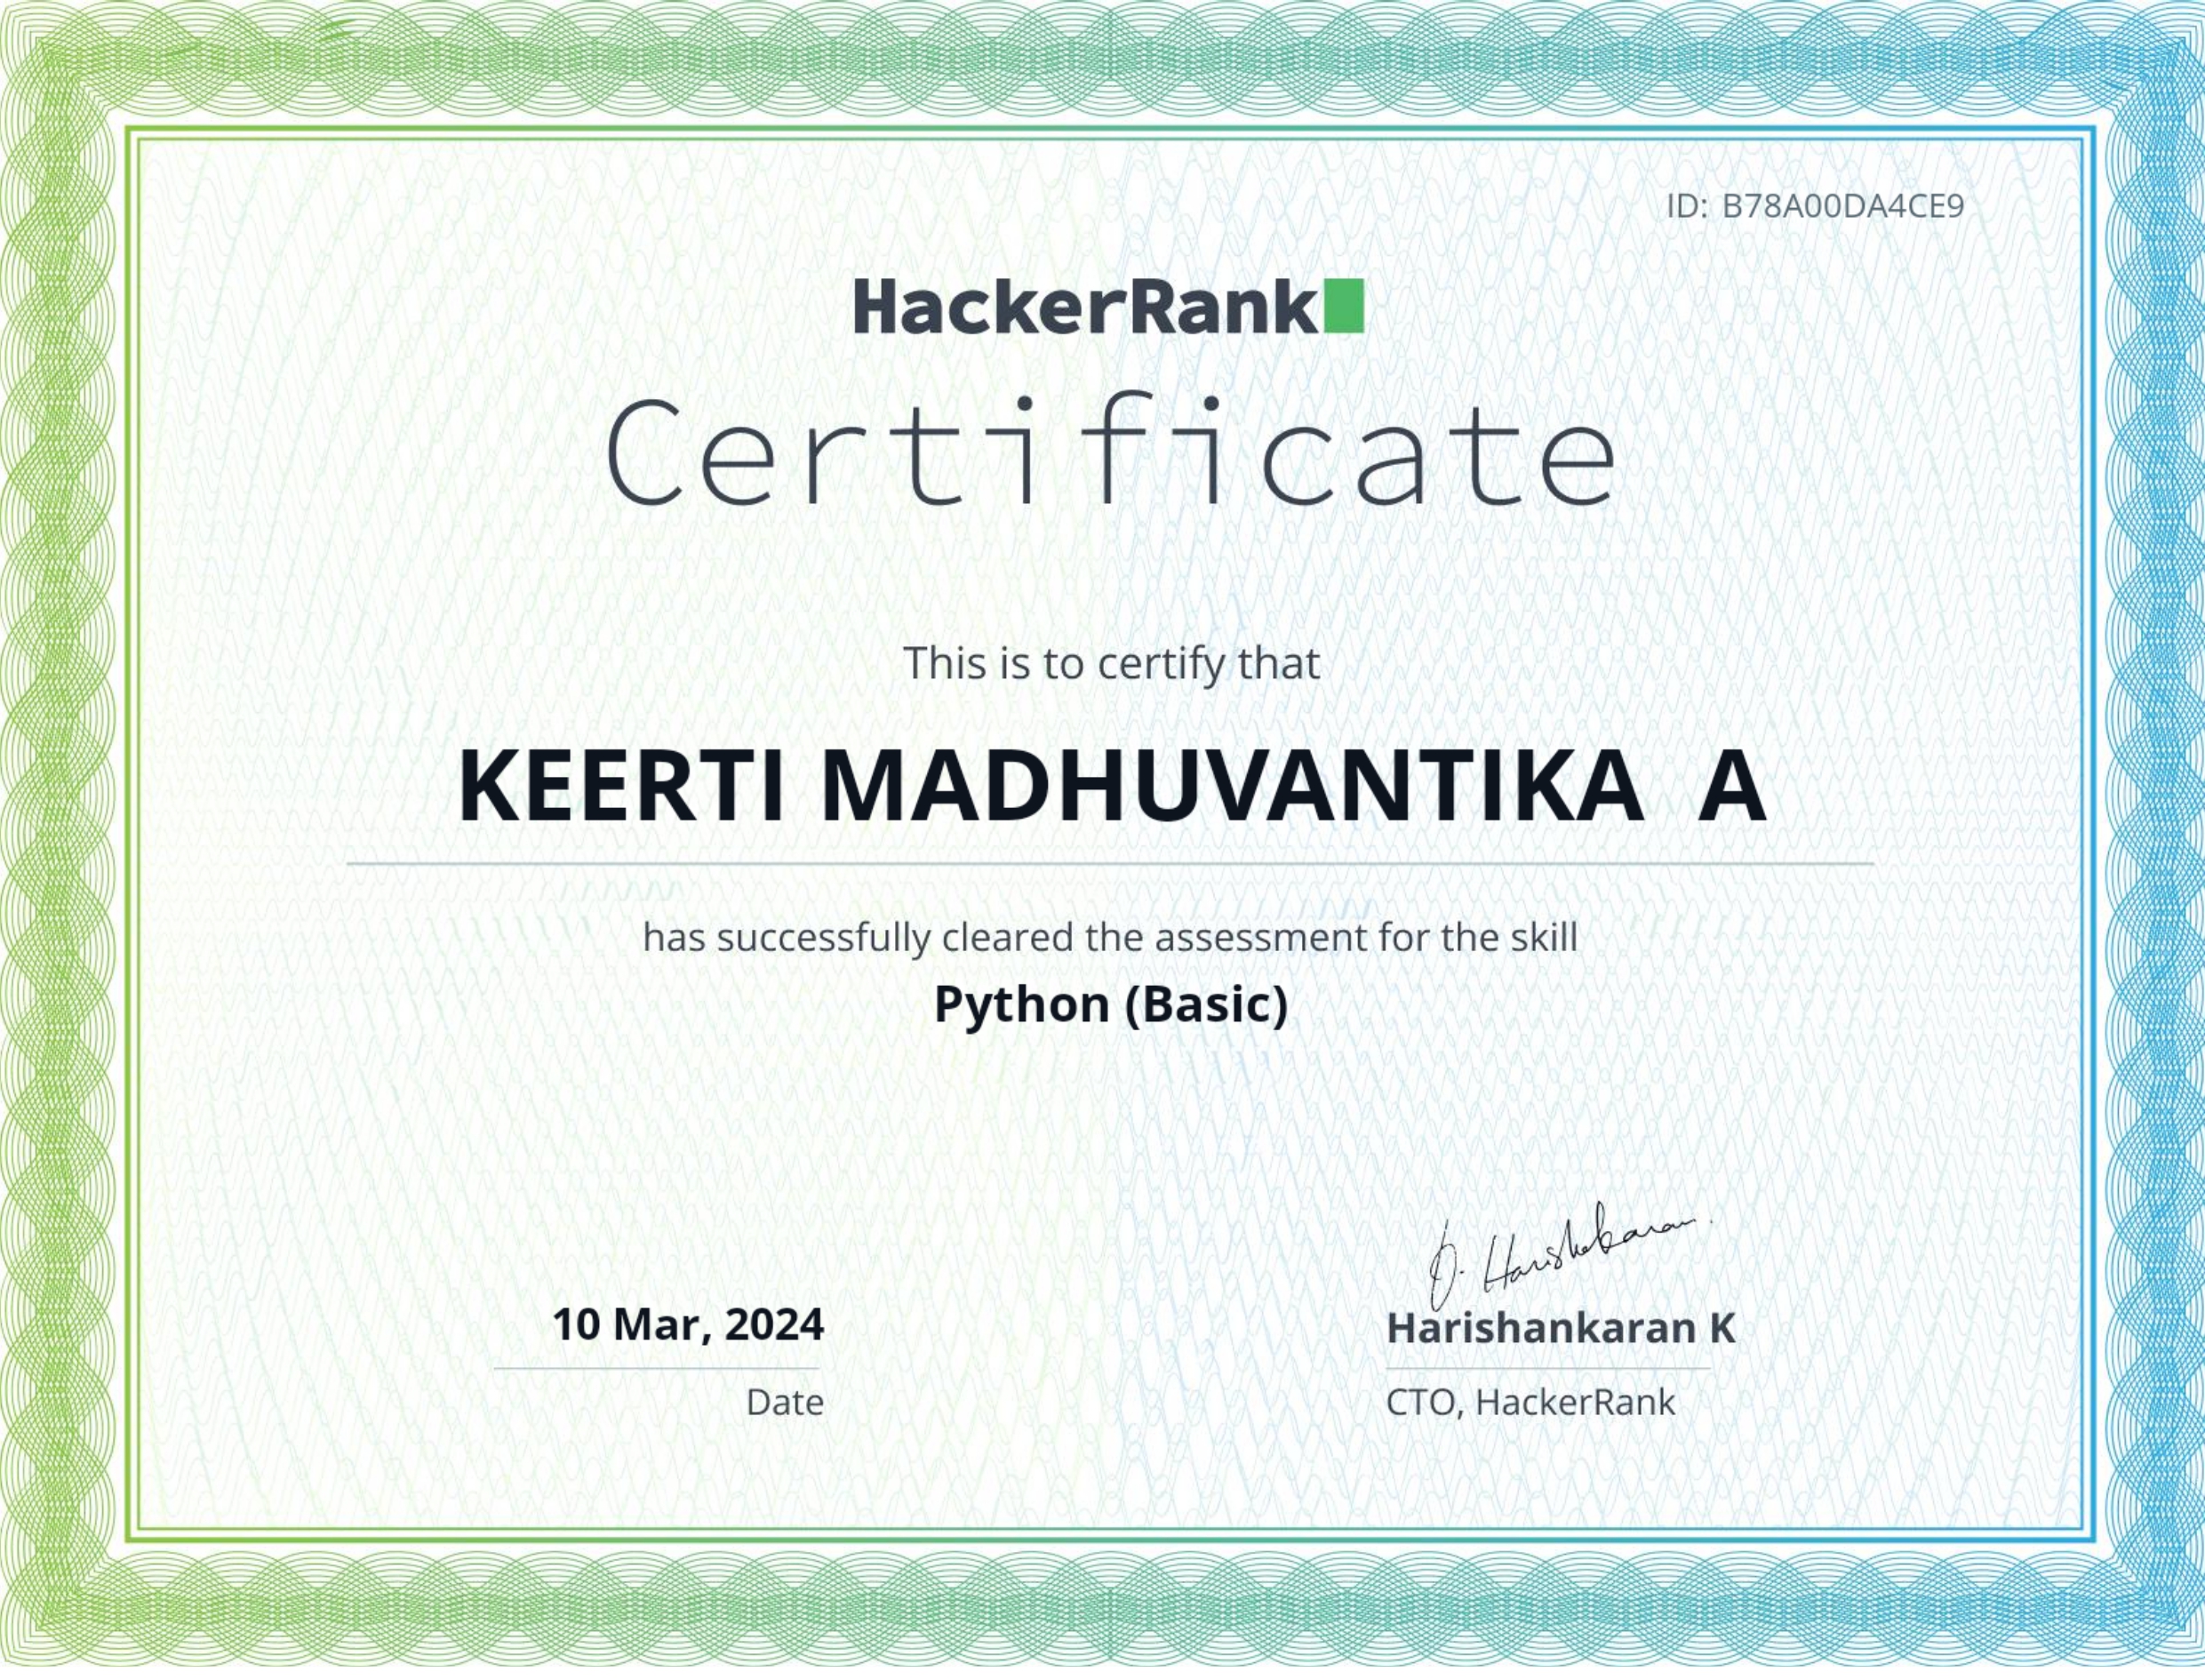 ID: B78A00DA4CE9
HackerRank
Certificate
This is to certify that
KEERTI MADHUVANTIKA  A
has successfully cleared the assessment for the skill
Python (Basic)
10 Mar, 2024
Date
Harishankaran K
CTO, HackerRank